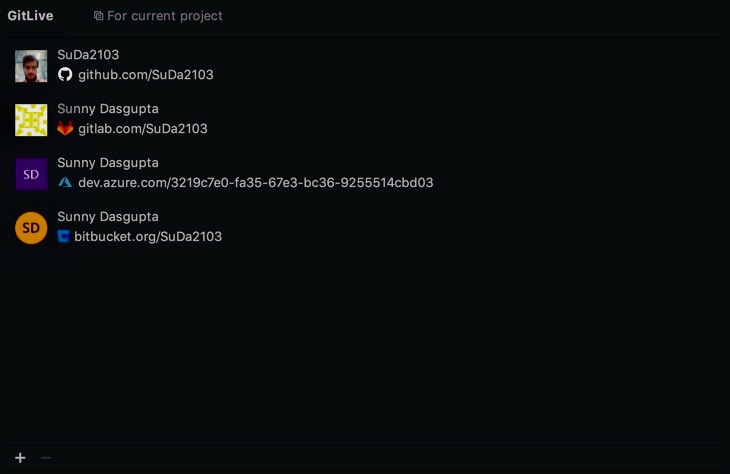 GitLive
For current project
SuDa2103
github.com/SuDa2103
Sunny Dasgupta
gitlab.com/SuDa2103
SD
Sunny Dasgupta
dev.azure.com/3219c7e0-fa35-67e3-bc36-9255514cbd03
SD
Sunny Dasgupta
bitbucket.org/SuDa2103